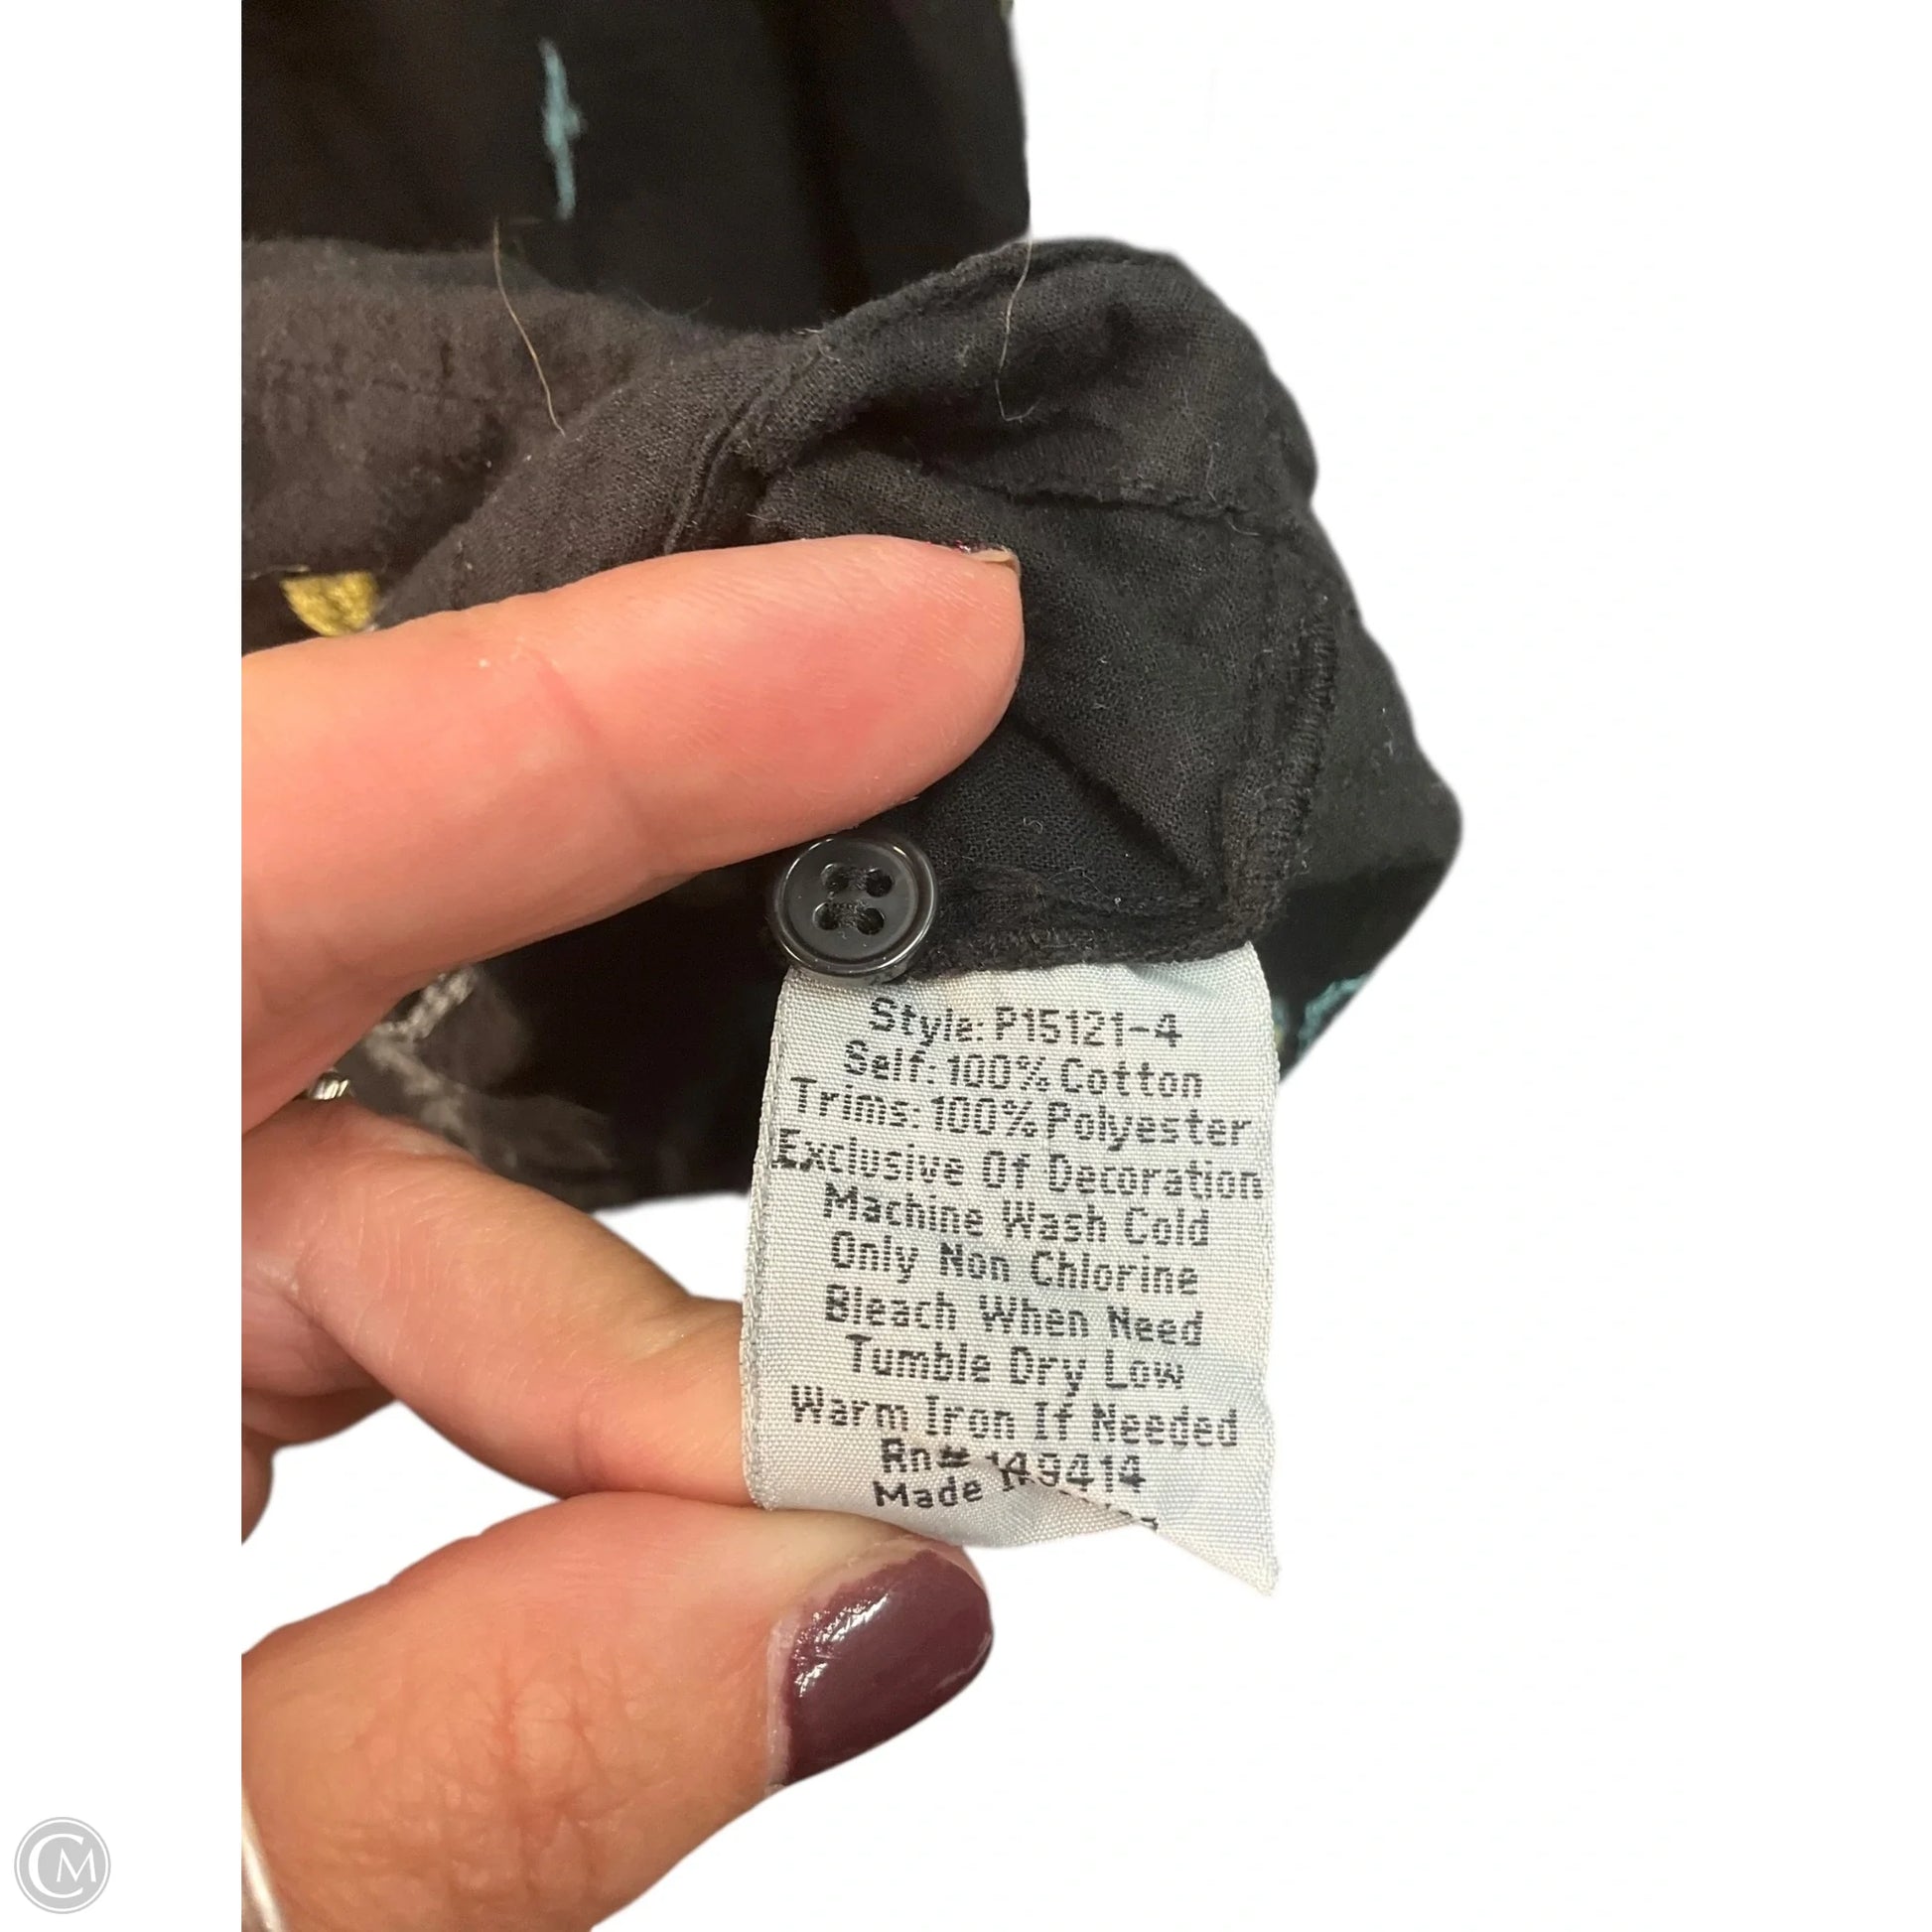 Style: P15121-4
Self: 100% Cotton
Trims: 100% Polyester
Exclusive Of Decoration
Machine Wash Cold
Only Non Chlorine
Bleach When Need
Tumble Dry Low
Warm Iron If Needed
Rn# 149414
Made
CM